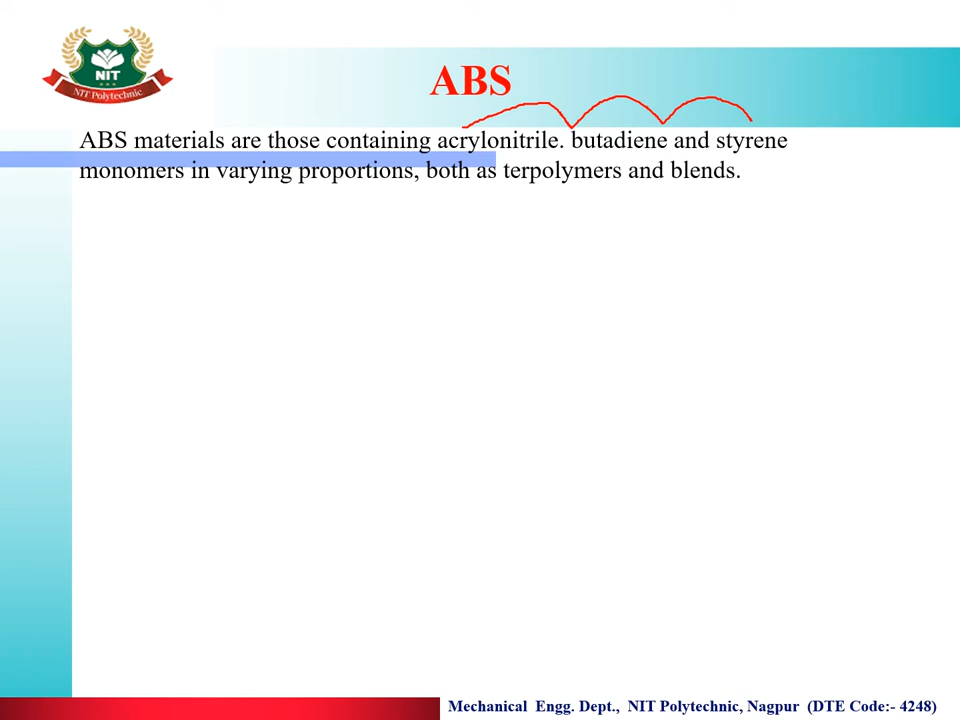 NIT
NIT Polytechnic
ABS
ABS materials are those containing acrylonitrile. butadiene and styrene
monomers in varying proportions, both as terpolymers and blends.
Mechanical Engg. Dept., NIT Polytechnic, Nagpur (DTE Code:- 4248)